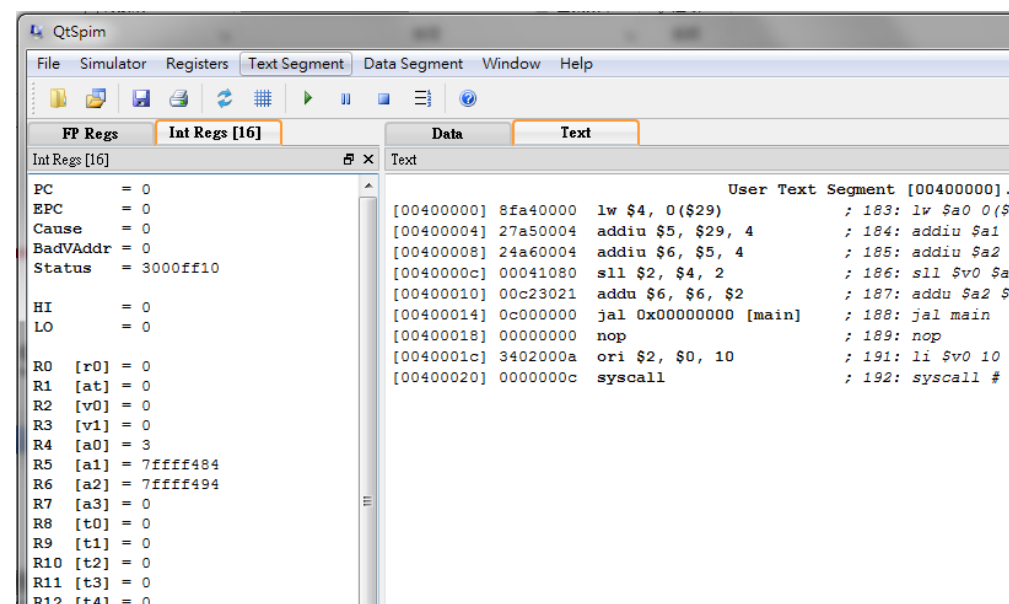 QtSpim
File Simulator Registers Text Segment Data Segment Window Help
FP Regs Int Regs [16] Data Text
Int Regs [16]
PC = 0
EPC = 0
Cause = 0
BadVAddr = 0
Status = 3000ff10
HI = 0
LO = 0
R0 [r0] = 0
R1 [at] = 0
R2 [v0] = 0
R3 [v1] = 0
R4 [a0] = 3
R5 [a1] = 7ffff484
R6 [a2] = 7ffff494
R7 [a3] = 0
R8 [t0] = 0
R9 [t1] = 0
R10 [t2] = 0
R11 [t3] = 0
R12 [t4] = 0
Text
User Text Segment [00400000].
[00400000] 8fa40000 lw $4, 0($29) ; 183: lw $a0 0($
[00400004] 27a50004 addiu $5, $29, 4 ; 184: addiu $a1
[00400008] 24a60004 addiu $6, $5, 4 ; 185: addiu $a2
[0040000c] 00041080 sll $2, $4, 2 ; 186: sll $v0 $a
[00400010] 00c23021 addu $6, $6, $2 ; 187: addu $a2 $
[00400014] 0c000000 jal 0x00000000 [main] ; 188: jal main
[00400018] 00000000 nop ; 189: nop
[0040001c] 3402000a ori $2, $0, 10 ; 191: li $v0 10
[00400020] 0000000c syscall ; 192: syscall #